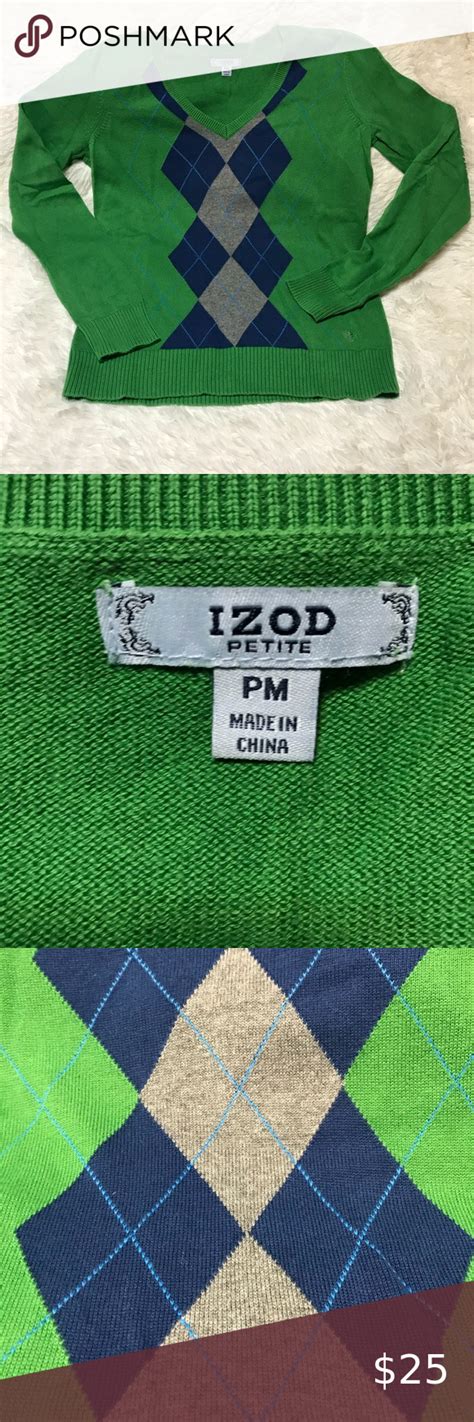 POSHMARK
IZOD
PETITE
PM
MADE IN
CHINA
$25